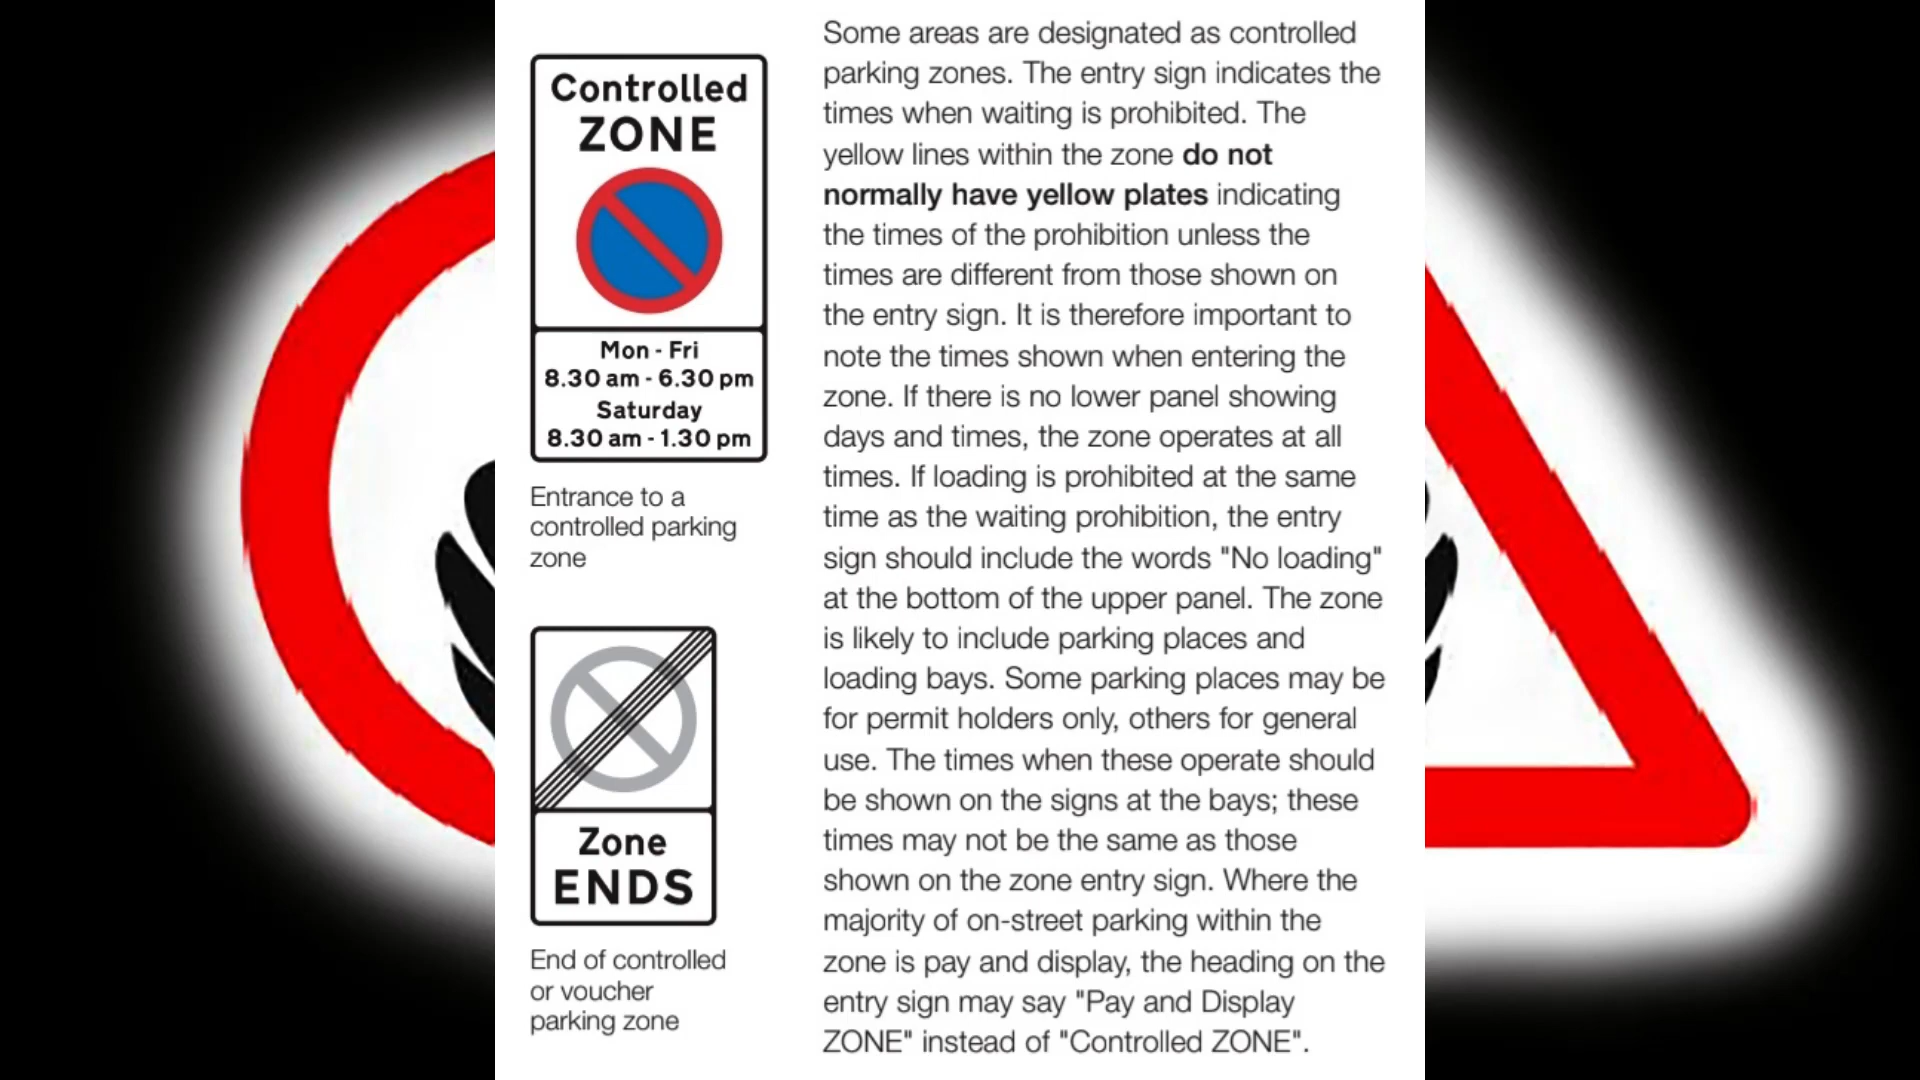 Controlled
ZONE
Mon - Fri
8.30 am - 6.30 pm
Saturday
8.30 am - 1.30 pm
Entrance to a
controlled parking
zone
Zone
ENDS
End of controlled
or voucher
parking zone
Some areas are designated as controlled
parking zones. The entry sign indicates the
times when waiting is prohibited. The
yellow lines within the zone do not
normally have yellow plates indicating
the times of the prohibition unless the
times are different from those shown on
the entry sign. It is therefore important to
note the times shown when entering the
zone. If there is no lower panel showing
days and times, the zone operates at all
times. If loading is prohibited at the same
time as the waiting prohibition, the entry
sign should include the words "No loading"
at the bottom of the upper panel. The zone
is likely to include parking places and
loading bays. Some parking places may be
for permit holders only, others for general
use. The times when these operate should
be shown on the signs at the bays; these
times may not be the same as those
shown on the zone entry sign. Where the
majority of on-street parking within the
zone is pay and display, the heading on the
entry sign may say "Pay and Display
ZONE" instead of "Controlled ZONE".